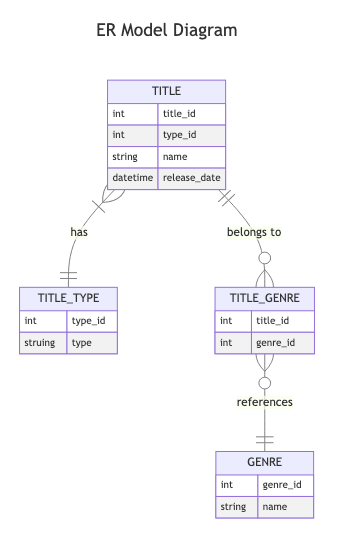 ER Model Diagram
TITLE
int title_id
int type_id
string name
datetime release_date
has
belongs to
TITLE_TYPE
int type_id
struing type
TITLE_GENRE
int title_id
int genre_id
references
GENRE
int genre_id
string name